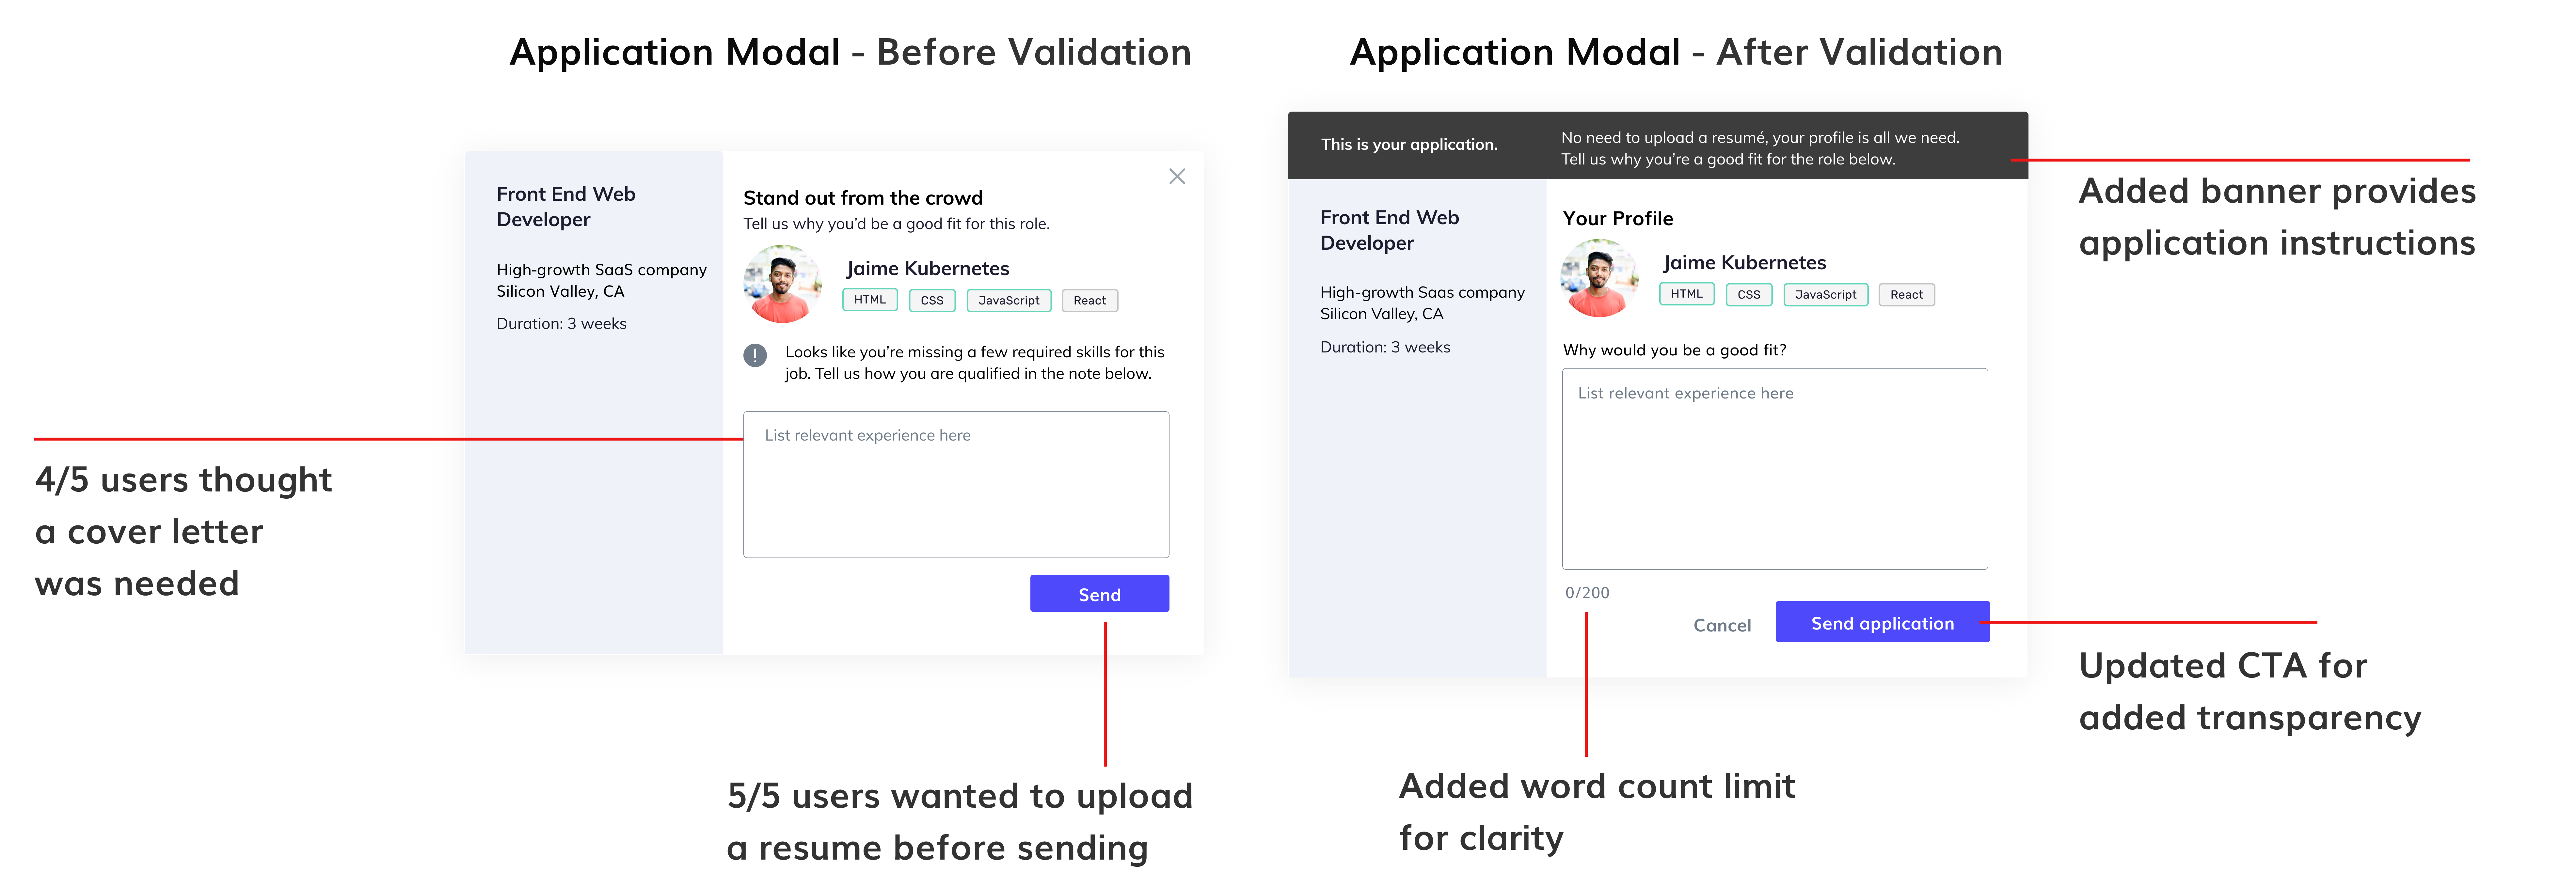 Application Modal - Before Validation
Front End Web
Developer
High-growth SaaS company
Silicon Valley, CA
Duration: 3 weeks
Stand out from the crowd
Tell us why you'd be a good fit for this role.
Jaime Kubernetes
HTML CSS JavaScript React
!
Looks like you're missing a few required skills for this
job. Tell us how you are qualified in the note below.
List relevant experience here
Send
4/5 users thought
a cover letter
was needed
5/5 users wanted to upload
a resume before sending
Application Modal - After Validation
This is your application.
No need to upload a resumé, your profile is all we need.
Tell us why you're a good fit for the role below.
Front End Web
Developer
High-growth Saas company
Silicon Valley, CA
Duration: 3 weeks
Your Profile
Jaime Kubernetes
HTML CSS JavaScript React
Why would you be a good fit?
List relevant experience here
0/200
Cancel
Send application
Added banner provides
application instructions
Updated CTA for
added transparency
Added word count limit
for clarity